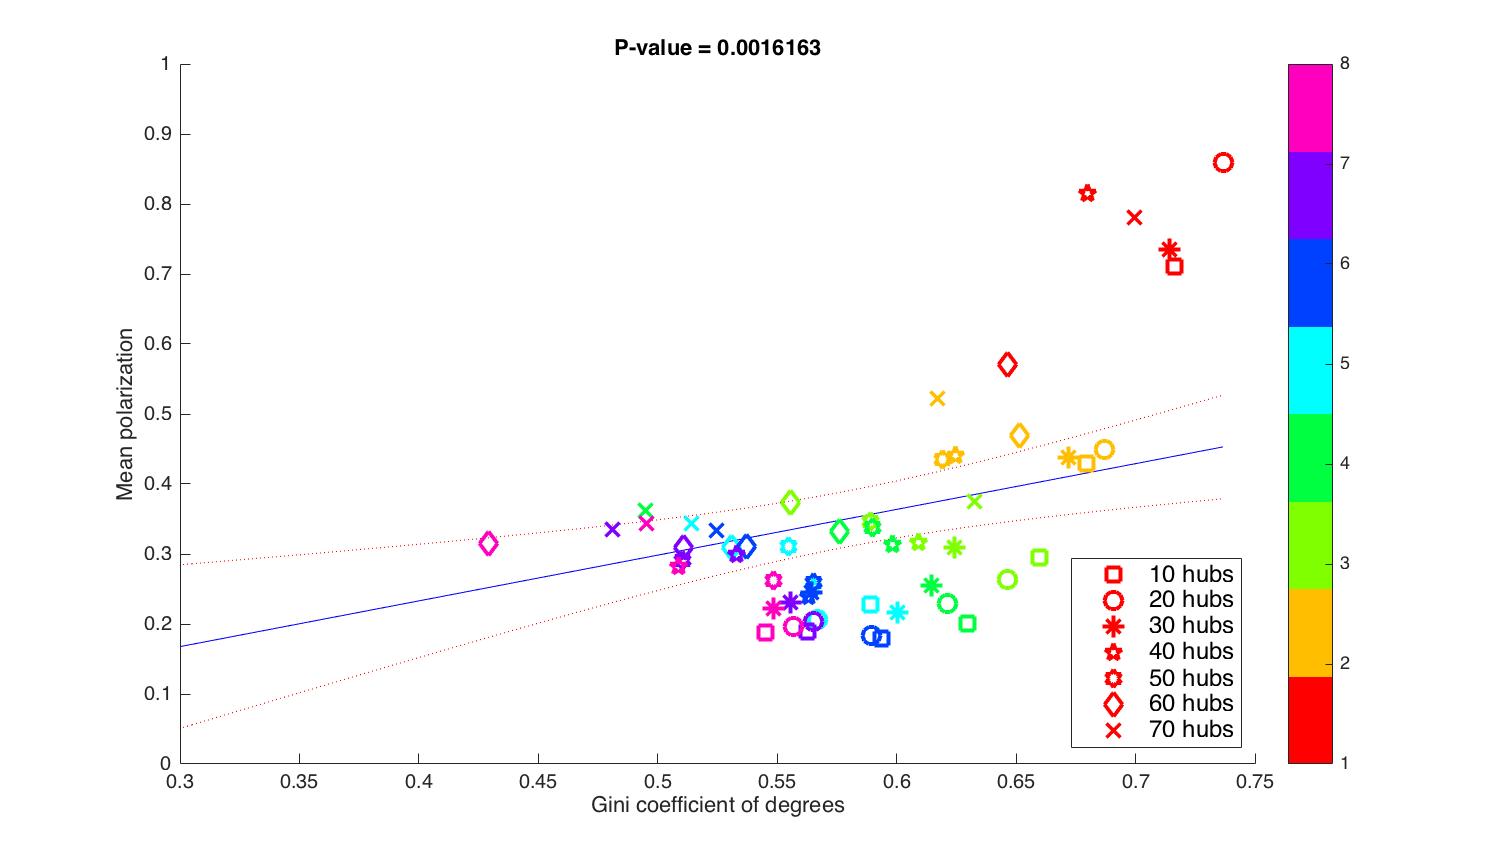 P-value = 0.0016163
1
0.9
0.8
0.7
0.6
0.5
0.4
0.3
0.2
0.1
0
Mean polarization
0.3 0.35 0.4 0.45 0.5 0.55 0.6 0.65 0.7 0.75
Gini coefficient of degrees
10 hubs
20 hubs
30 hubs
40 hubs
50 hubs
60 hubs
70 hubs
8
7
6
5
4
3
2
1